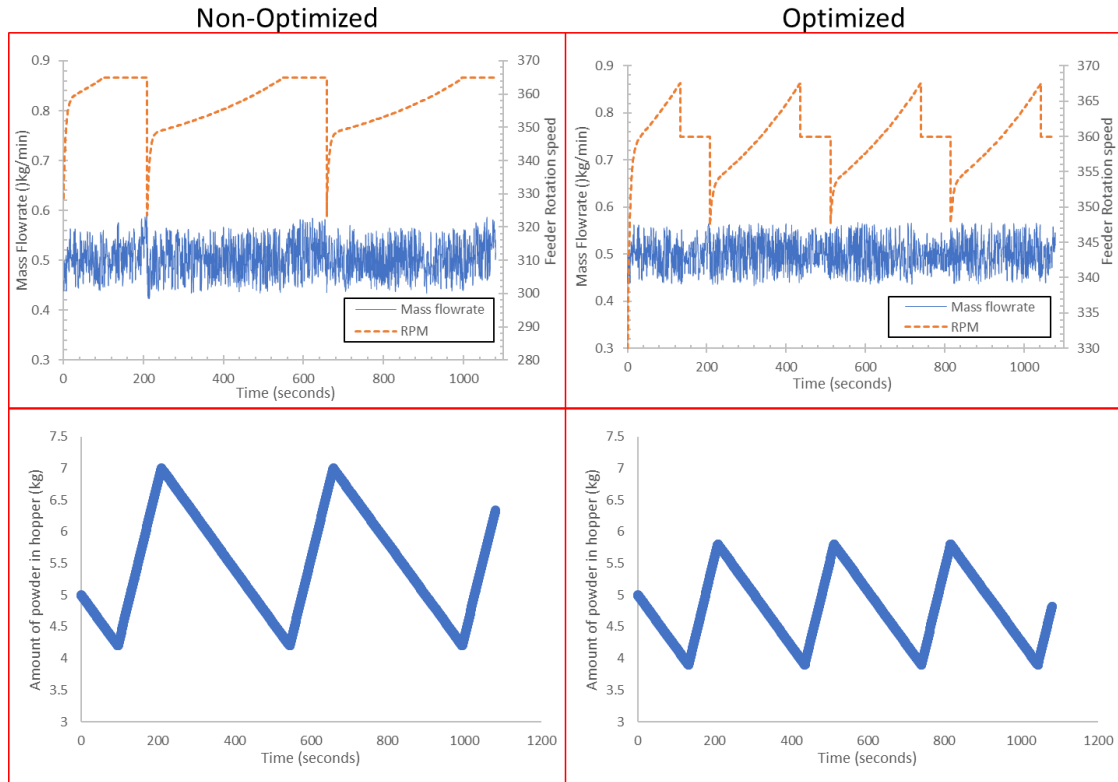 Non-Optimized
Optimized
0.9
0.8
0.7
0.6
0.5
0.4
0.3
Mass Flowrate ()kg/min)
370
360
350
340
330
320
310
300
290
280
Feeder Rotation speed
Mass flowrate
RPM
0 200 400 600 800 1000
Time (seconds)
0.9
0.8
0.7
0.6
0.5
0.4
0.3
Mass Flowrate ()kg/min)
370
365
360
355
350
345
340
335
330
Feeder Rotation speed
Mass flowrate
RPM
0 200 400 600 800 1000
Time (seconds)
7.5
7
6.5
6
5.5
5
4.5
4
3.5
3
Amount of powder in hopper (kg)
0 200 400 600 800 1000 1200
Time (seconds)
7.5
7
6.5
6
5.5
5
4.5
4
3.5
3
Amount of powder in hopper (kg)
0 200 400 600 800 1000 1200
Time (seconds)